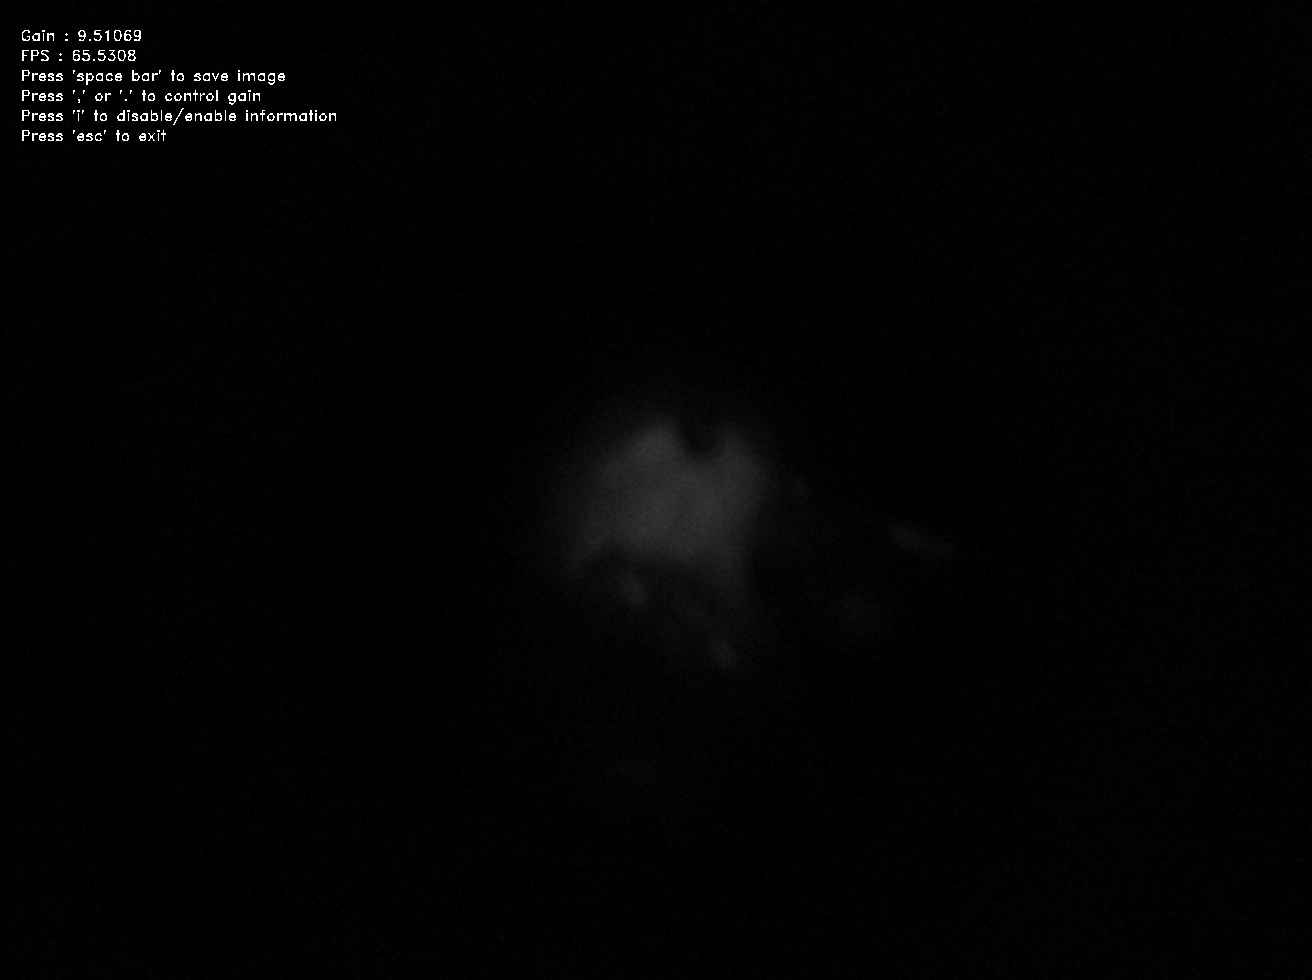 Gain : 9.51069
FPS : 65.5308
Press 'space bar' to save image
Press ',' or '.' to control gain
Press 'i' to disable/enable information
Press 'esc' to exit